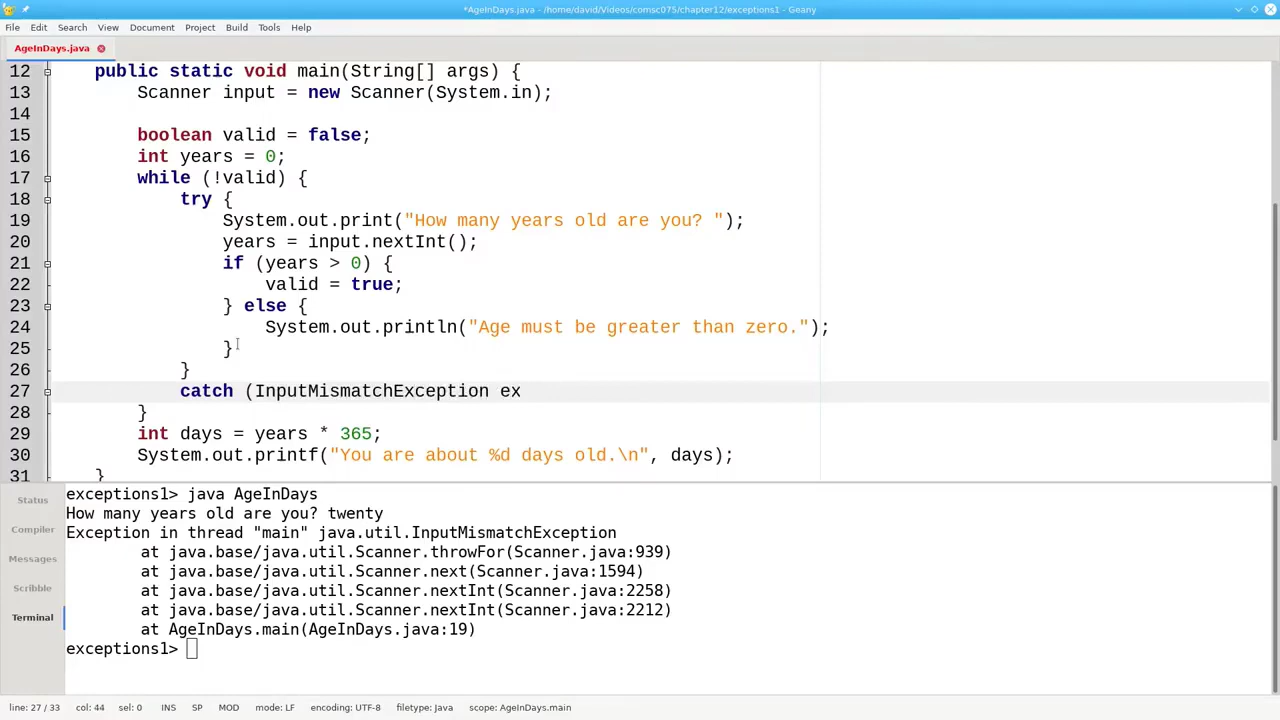 *AgeInDays.java - /home/david/Videos/comsc075/chapter12/exceptions1 - Geany
File Edit Search View Document Project Build Tools Help
AgeInDays.java
12 public static void main(String[] args) {
13 Scanner input = new Scanner(System.in);
14
15 boolean valid = false;
16 int years = 0;
17 while (!valid) {
18 try {
19 System.out.print("How many years old are you? ");
20 years = input.nextInt();
21 if (years > 0) {
22 valid = true;
23 } else {
24 System.out.println("Age must be greater than zero.");
25 }
26 }
27 catch (InputMismatchException ex
28 }
29 int days = years * 365;
30 System.out.printf("You are about %d days old.\n", days);
31 }
Status
Compiler
Messages
Scribble
Terminal
exceptions1> java AgeInDays
How many years old are you? twenty
Exception in thread "main" java.util.InputMismatchException
at java.base/java.util.Scanner.throwFor(Scanner.java:939)
at java.base/java.util.Scanner.next(Scanner.java:1594)
at java.base/java.util.Scanner.nextInt(Scanner.java:2258)
at java.base/java.util.Scanner.nextInt(Scanner.java:2212)
at AgeInDays.main(AgeInDays.java:19)
exceptions1>
line: 27 / 33 col: 44 sel: 0 INS SP MOD mode: LF encoding: UTF-8 filetype: Java scope: AgeInDays.main